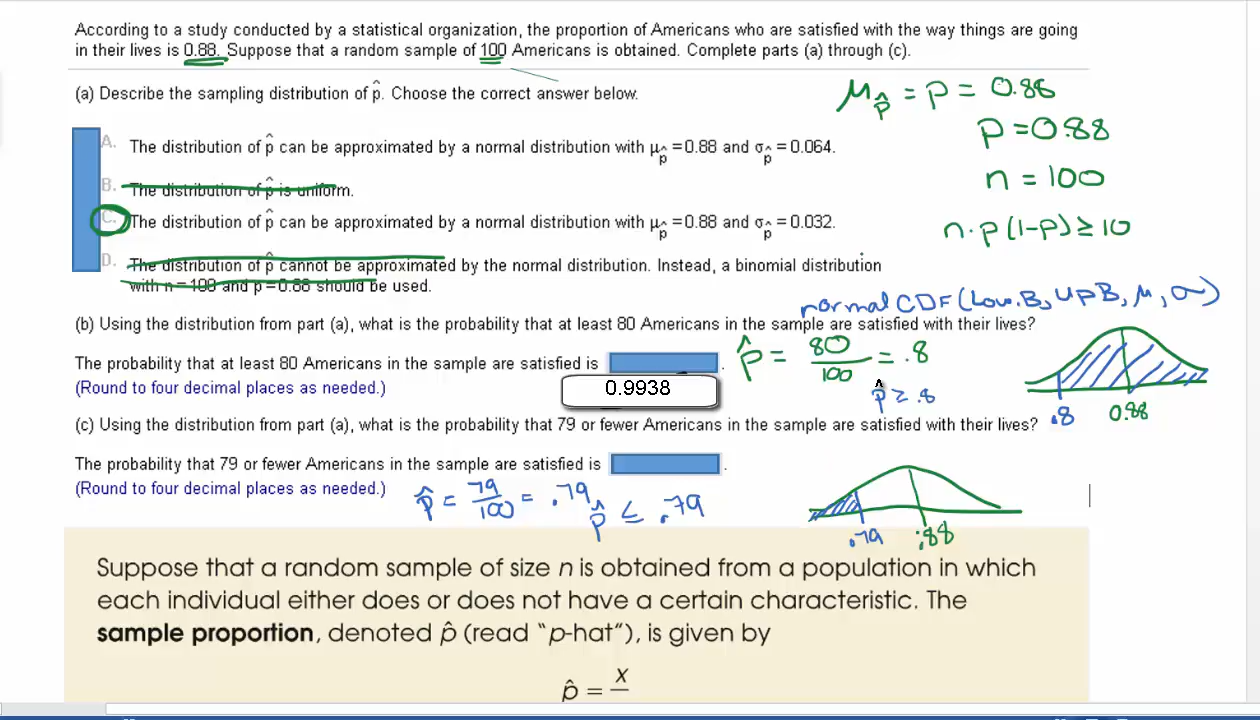 According to a study conducted by a statistical organization, the proportion of Americans who are satisfied with the way things are going
in their lives is 0.88. Suppose that a random sample of 100 Americans is obtained. Complete parts (a) through (c).
(a) Describe the sampling distribution of p̂. Choose the correct answer below.
μp̂ = p = 0.88
p = 0.88
A. The distribution of p̂ can be approximated by a normal distribution with μp̂ = 0.88 and σp̂ = 0.064.
n = 100
B. The distribution of p̂ is uniform.
C. The distribution of p̂ can be approximated by a normal distribution with μp̂ = 0.88 and σp̂ = 0.032.
n·p(1-p) ≥ 10
D. The distribution of p̂ cannot be approximated by the normal distribution. Instead, a binomial distribution
with n = 100 and p = 0.88 should be used.
normalCDF(Low.B, UpB, μ, σ)
(b) Using the distribution from part (a), what is the probability that at least 80 Americans in the sample are satisfied with their lives?
The probability that at least 80 Americans in the sample are satisfied is .
p̂ = 80/100 = .8
(Round to four decimal places as needed.)
0.9938
p̂ ≥ .8
.8 0.88
(c) Using the distribution from part (a), what is the probability that 79 or fewer Americans in the sample are satisfied with their lives?
The probability that 79 or fewer Americans in the sample are satisfied is .
(Round to four decimal places as needed.)
p̂ = 79/100 = .79
p̂ ≤ .79
.79 .88
Suppose that a random sample of size n is obtained from a population in which
each individual either does or does not have a certain characteristic. The
sample proportion, denoted p̂ (read “p-hat”), is given by
p̂ = x